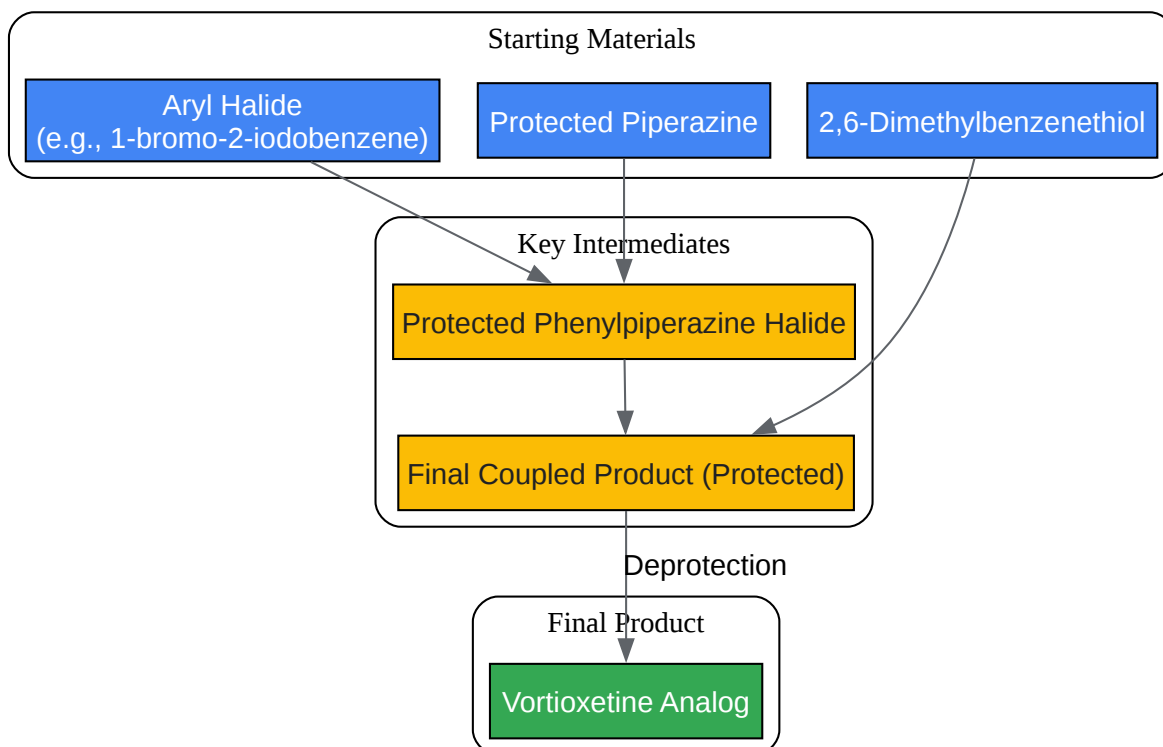 Starting Materials
Aryl Halide
(e.g., 1-bromo-2-iodobenzene)
Protected Piperazine
2,6-Dimethylbenzenethiol
Key Intermediates
Protected Phenylpiperazine Halide
Final Coupled Product (Protected)
Deprotection
Final Product
Vortioxetine Analog